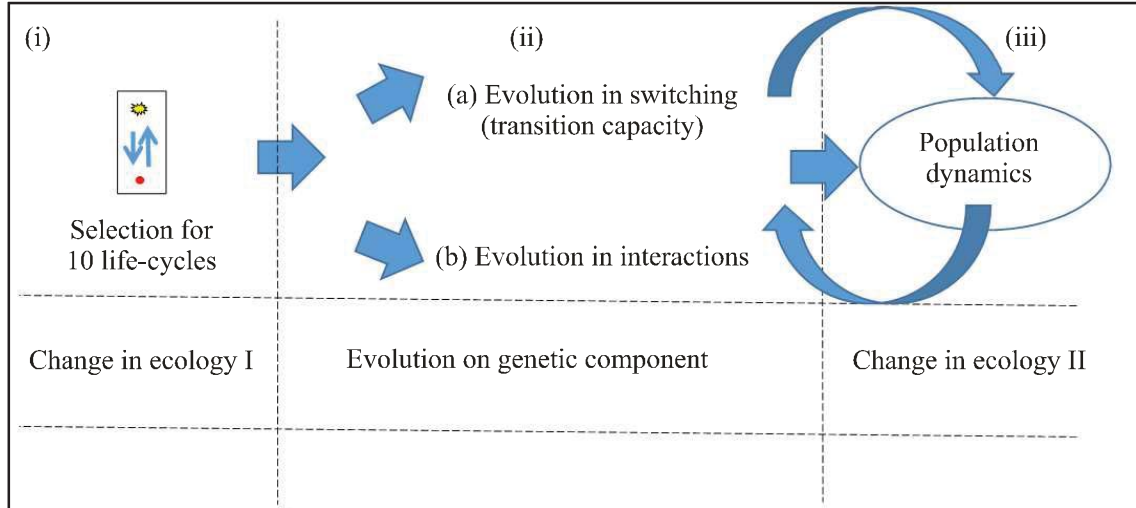 (i)
(ii)
(iii)
(a) Evolution in switching
(transition capacity)
Population
dynamics
Selection for
10 life-cycles
(b) Evolution in interactions
Change in ecology I
Evolution on genetic component
Change in ecology II